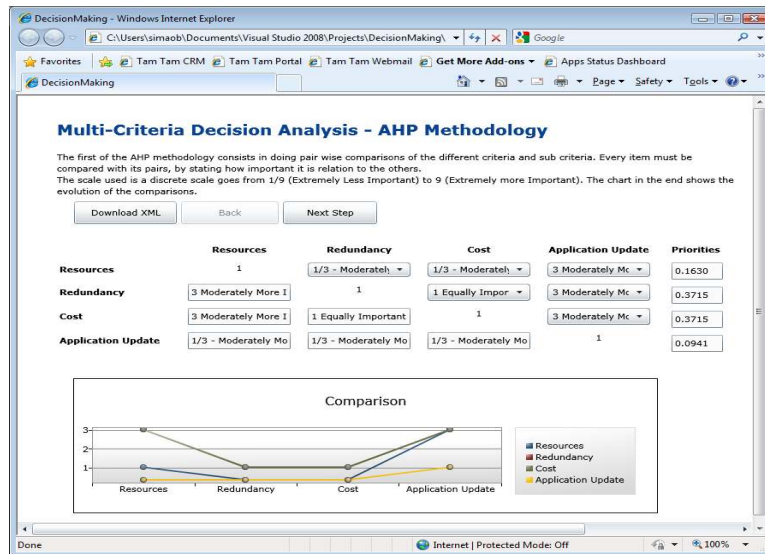 DecisionMaking - Windows Internet Explorer
C:\Users\simaob\Documents\Visual Studio 2008\Projects\DecisionMaking\ Google
Favorites Tam Tam CRM Tam Tam Portal Tam Tam Webmail Get More Add-ons Apps Status Dashboard
DecisionMaking Page Safety Tools
Multi-Criteria Decision Analysis - AHP Methodology
The first of the AHP methodology consists in doing pair wise comparisons of the different criteria and sub criteria. Every item must be
compared with its pairs, by stating how important it is relation to the others.
The scale used is a discrete scale goes from 1/9 (Extremely Less Important) to 9 (Extremely more Important). The chart in the end shows the
evolution of the comparisons.
Download XML Back Next Step
Resources Redundancy Cost Application Update Priorities
Resources 1 1/3 - Moderately 1/3 - Moderately 3 Moderately Mc 0.1630
Redundancy 3 Moderately More I 1 1 Equally Impor 3 Moderately Mc 0.3715
Cost 3 Moderately More I 1 Equally Important 1 3 Moderately Mc 0.3715
Application Update 1/3 - Moderately Mo 1/3 - Moderately Mo 1/3 - Moderately Mo 1 0.0941
Comparison
3
2
1
Resources Redundancy Cost Application Update
Resources
Redundancy
Cost
Application Update
Done Internet | Protected Mode: Off 100%